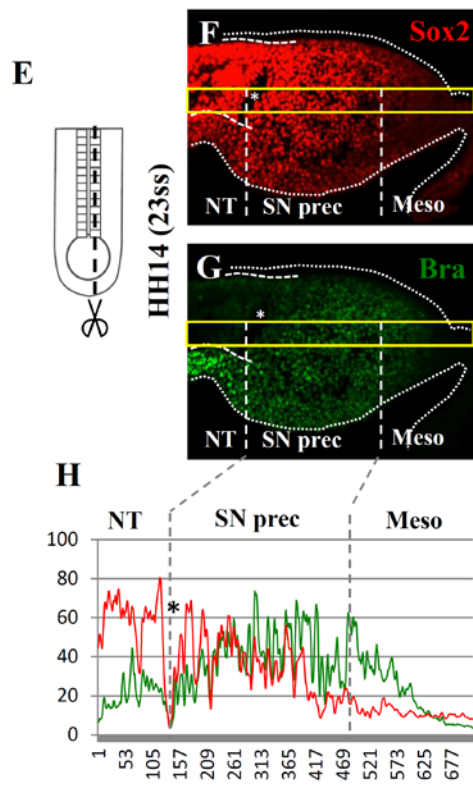 E
HH14 (23ss)
F
Sox2
*
NT SN prec Meso
G
Bra
*
NT SN prec Meso
H
NT SN prec Meso
*
100
80
60
40
20
0
1 53 105 157 209 261 313 365 417 469 521 573 625 677